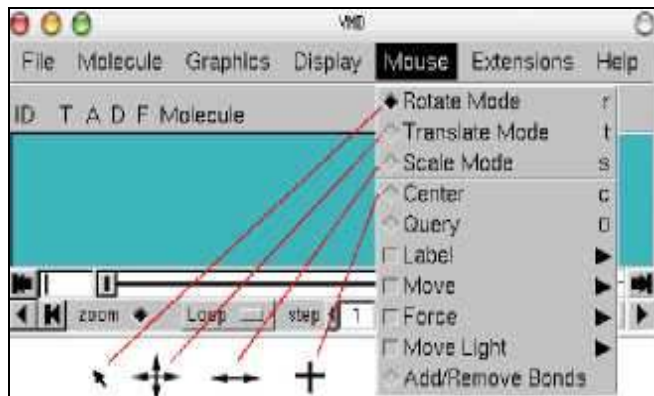 VMD
File Molecule Graphics Display Mouse Extensions Help
ID T A D F Molecule
Rotate Mode r
Translate Mode t
Scale Mode s
Center c
Query 0
Label
Move
Force
Move Light
Add/Remove Bonds
zoom Loop step 1